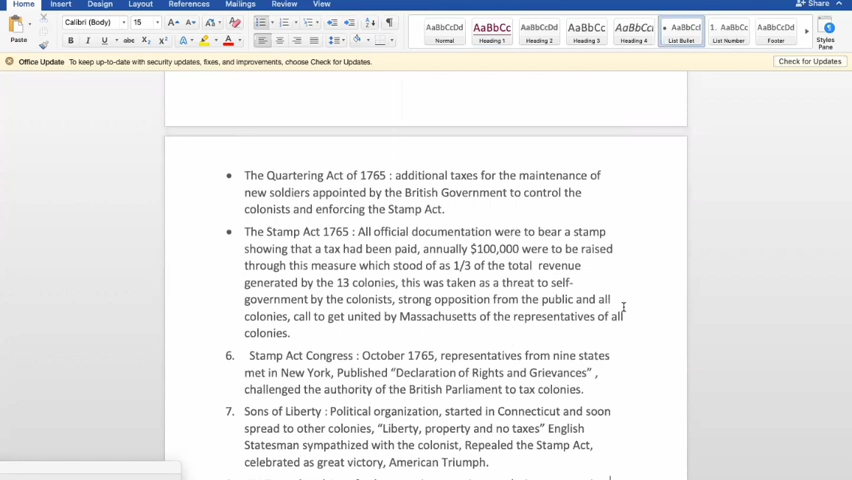 Home Insert Design Layout References Mailings Review View Share
Calibri (Body) 15
Paste
B I U abc X₂ X² A
AaBbCcDd AaBbCc AaBbCcDd AaBbCcDd AaBbCcDd AaBbCcI AaBbCcDd AaBbCcDd
Normal Heading 1 Heading 2 Heading 3 Heading 4 List Bullet List Number Footer
Styles
Pane
Office Update To keep up-to-date with security updates, fixes, and improvements, choose Check for Updates. Check for Updates
• The Quartering Act of 1765 : additional taxes for the maintenance of
new soldiers appointed by the British Government to control the
colonists and enforcing the Stamp Act.
• The Stamp Act 1765 : All official documentation were to bear a stamp
showing that a tax had been paid, annually $100,000 were to be raised
through this measure which stood of as 1/3 of the total revenue
generated by the 13 colonies, this was taken as a threat to self-
government by the colonists, strong opposition from the public and all
colonies, call to get united by Massachusetts of the representatives of all
colonies.
6. Stamp Act Congress : October 1765, representatives from nine states
met in New York, Published “Declaration of Rights and Grievances” ,
challenged the authority of the British Parliament to tax colonies.
7. Sons of Liberty : Political organization, started in Connecticut and soon
spread to other colonies, “Liberty, property and no taxes” English
Statesman sympathized with the colonist, Repealed the Stamp Act,
celebrated as great victory, American Triumph.